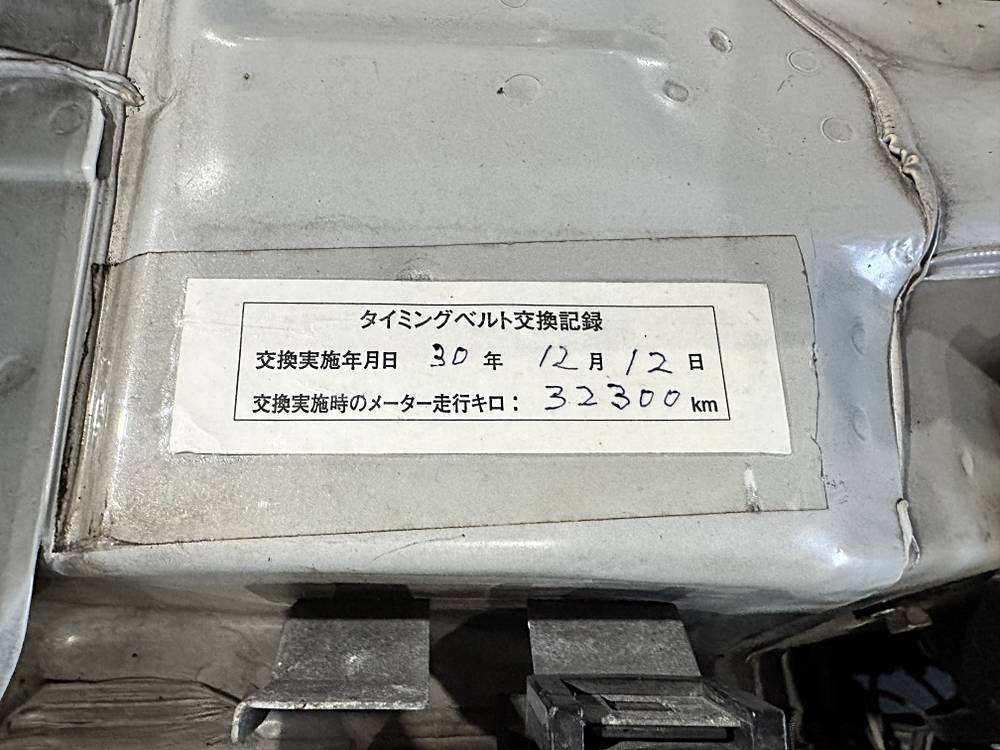 タイミングベルト交換記録
交換実施年月日 30 年 12 月 12 日
交換実施時のメーター走行キロ： 32300 km